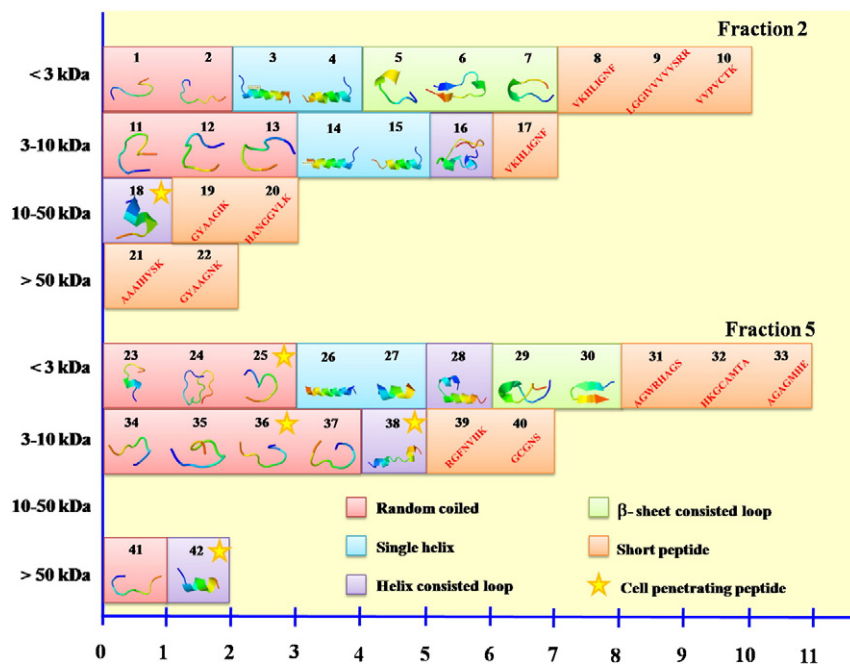 Fraction 2
< 3 kDa
1 2 3 4 5 6 7 8 9 10
VKHLIGNF LGGIVVVVVSRR VVPVCTK
3-10 kDa
11 12 13 14 15 16 17
VKHLIGNF
10-50 kDa
18 19 20
GYAAGIK HANGGVLK
> 50 kDa
21 22
AAAIHVSK GYAAGNK
Fraction 5
< 3 kDa
23 24 25 26 27 28 29 30 31 32 33
AGWRHAGS HKGCAMTA AGAGMHE
3-10 kDa
34 35 36 37 38 39 40
RGFNVIIK GCGNS
10-50 kDa
> 50 kDa
41 42
Random coiled
Single helix
Helix consisted loop
β-sheet consisted loop
Short peptide
Cell penetrating peptide
0 1 2 3 4 5 6 7 8 9 10 11